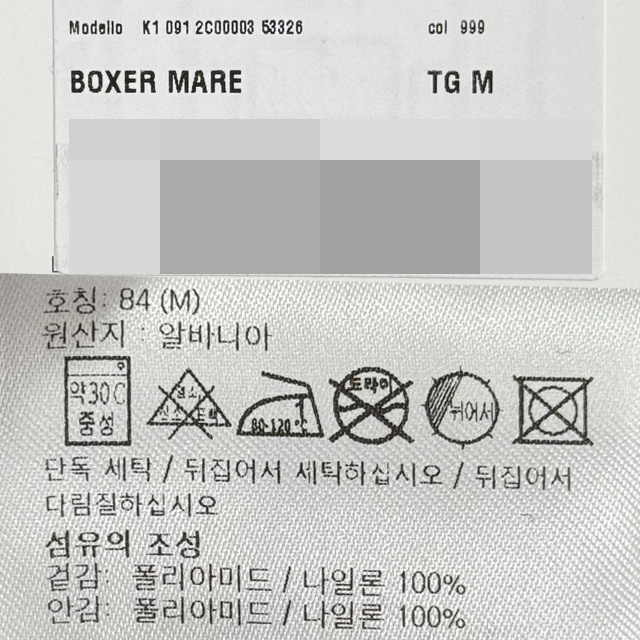 Modello K1 091 2C00003 53326 col 999
BOXER MARE TG M
호칭: 84 (M)
원산지 : 알바니아
약30℃
중성
80-120℃
드라이
뉘어서
단독 세탁 / 뒤집어서 세탁하십시오 / 뒤집어서
다림질하십시오
섬유의 조성
겉감: 폴리아미드 / 나일론 100%
안감: 폴리아미드 / 나일론 100%